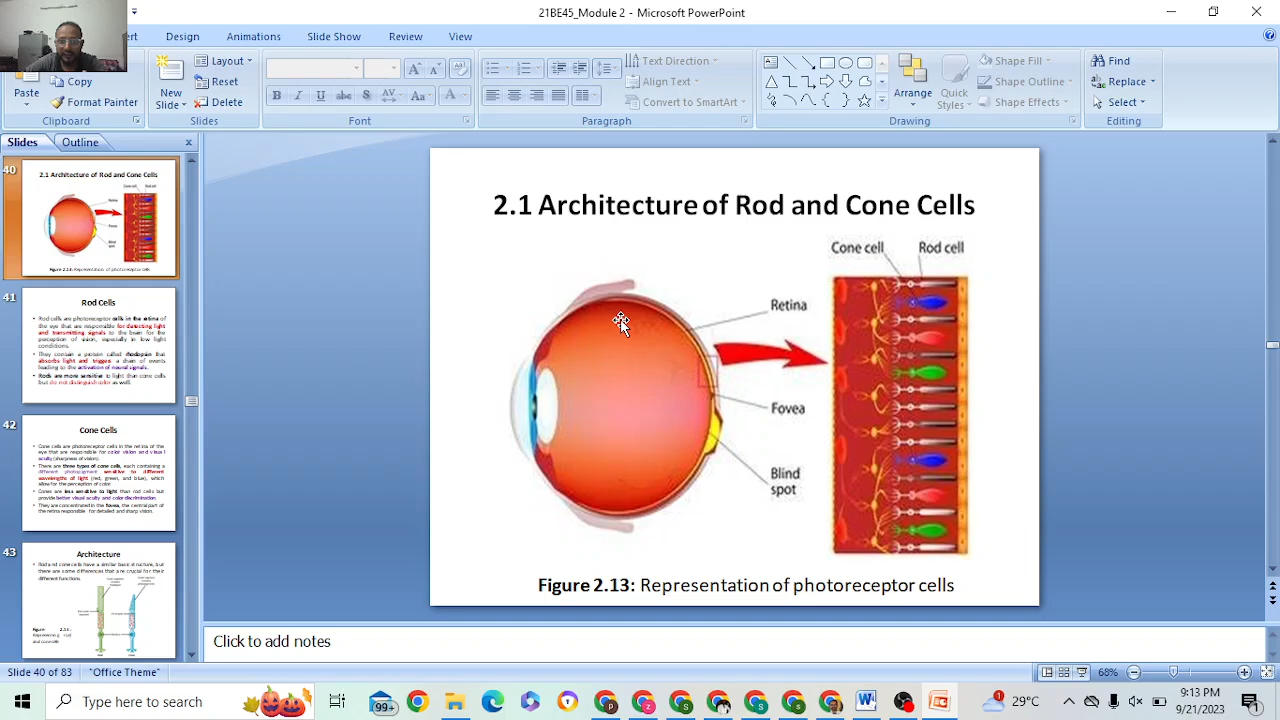 21BE45_Module 2 - Microsoft PowerPoint
Design
Animations
Slide Show
Review
View
Paste
Copy
Format Painter
Clipboard
New
Slide
Layout
Reset
Delete
Slides
Font
Text Direction
Align Text
Convert to SmartArt
Paragraph
Arrange
Quick
Styles
Shape Fill
Shape Outline
Shape Effects
Drawing
Find
Replace
Select
Editing
Slides
Outline
40
2.1 Architecture of Rod and Cone Cells
Cone cell
Rod cell
Retina
Fovea
Blind
spot
Figure 2.13: Representation of photoreceptor cells
41
Rod Cells
• Rod cells are photoreceptor cells in the retina of
the eye that are responsible for detecting light
and transmitting signals to the brain for the
perception of vision, especially in low light
conditions.
• They contain a protein called rhodopsin that
absorbs light and triggers a chain of events
leading to the activation of neural signals.
• Rods are more sensitive to light than cone cells
but do not distinguish color as well.
42
Cone Cells
• Cone cells are photoreceptor cells in the retina of the
eye that are responsible for color vision and visual
acuity (sharpness of vision).
• There are three types of cone cells, each containing a
different photopigment sensitive to different
wavelengths of light (red, green, and blue), which
allow for the perception of color.
• Cones are less sensitive to light than rod cells but
provide better visual acuity and color discrimination.
• They are concentrated in the fovea, the central part of
the retina responsible for detailed and sharp vision.
43
Architecture
• Rod and cone cells have a similar basic structure, but
there are some differences that are crucial for their
different functions.
2.1 Architecture of Rod and Cone Cells
Cone cell
Rod cell
Retina
Fovea
Blind
spot
Figure 2.13: Representation of photoreceptor cells
Click to add notes
Slide 40 of 83
"Office Theme"
68%
Type here to search
99+
29°C
9:13 PM
9/21/2023